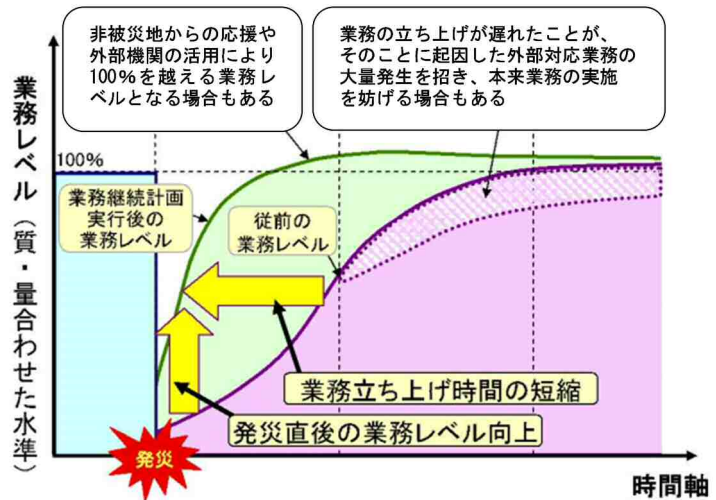 非被災地からの応援や
外部機関の活用により
100%を越える業務レ
ベルとなる場合もある
業務の立ち上げが遅れたことが、
そのことに起因した外部対応業務の
大量発生を招き、本来業務の実施
を妨げる場合もある
業務レベル（質・量合わせた水準）
100%
業務継続計画
実行後の
業務レベル
従前の
業務レベル
業務立ち上げ時間の短縮
発災直後の業務レベル向上
発災
時間軸